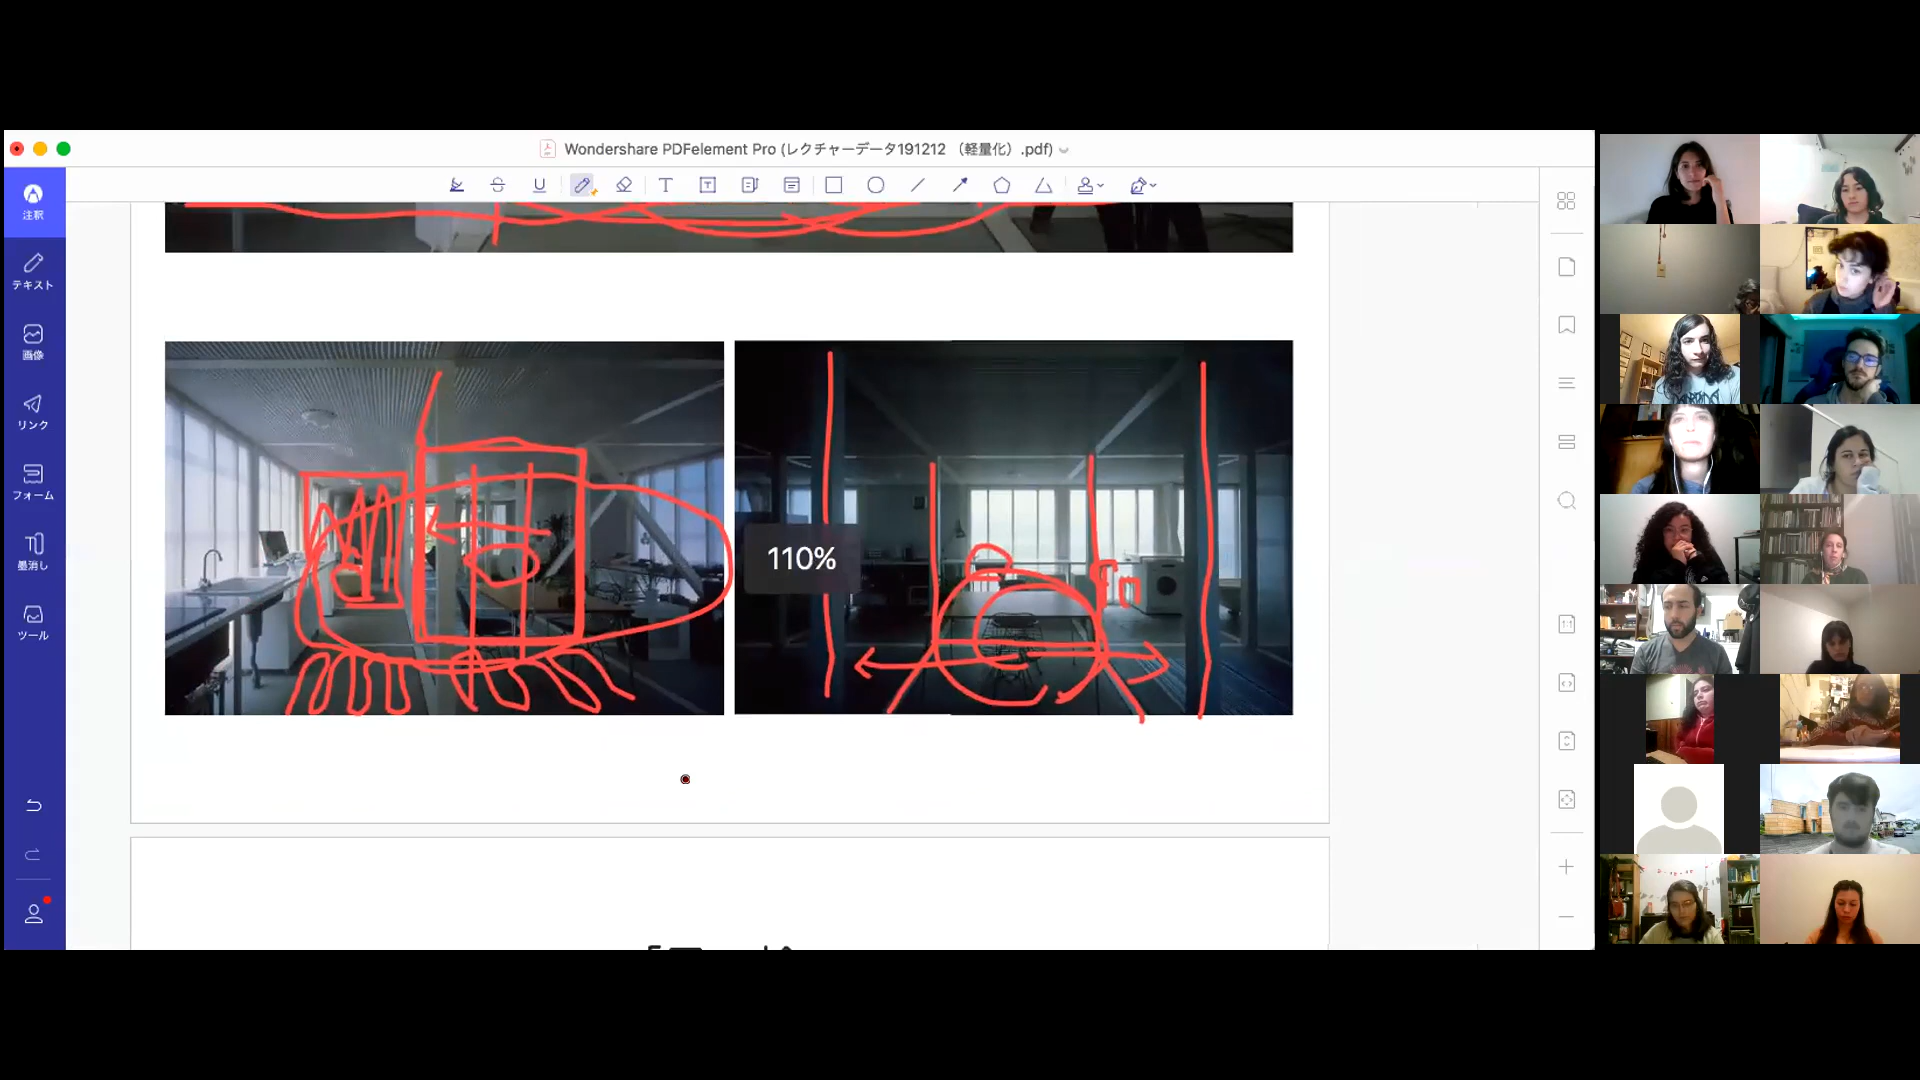 Wondershare PDFelement Pro (レクチャーデータ191212 （軽量化）.pdf)
注釈
テキスト
画像
リンク
フォーム
墨消し
ツール
110%